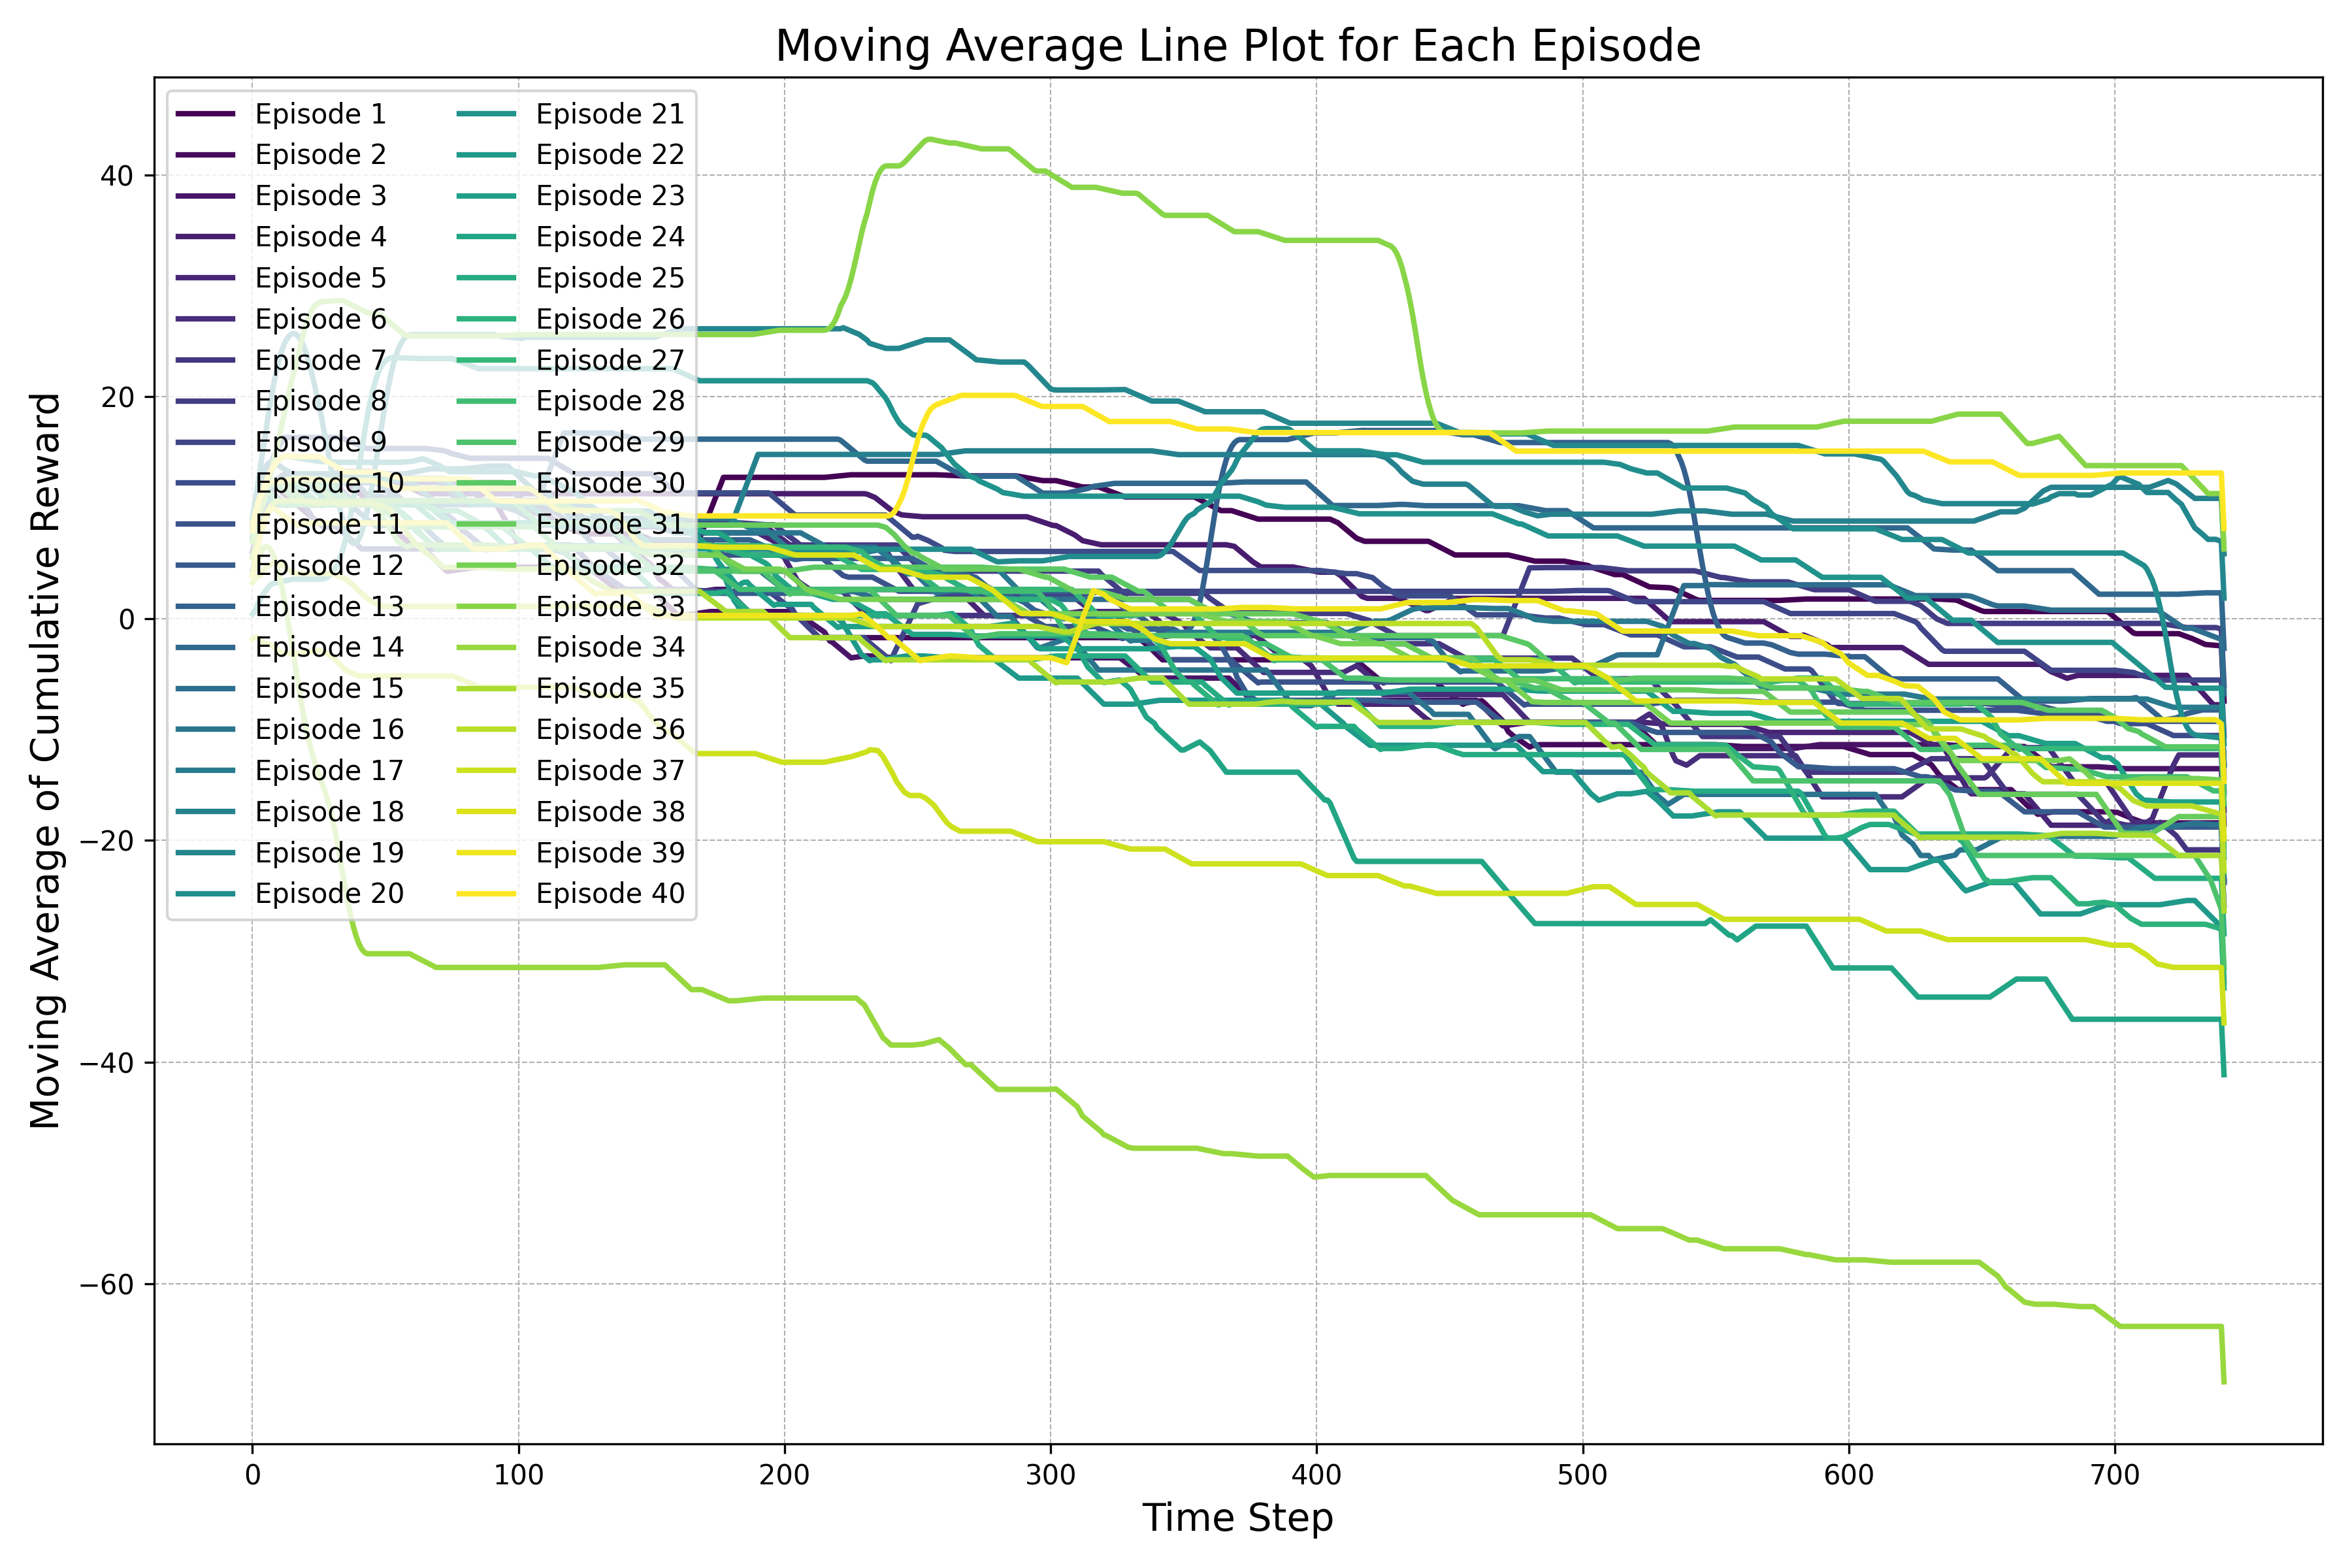 Moving Average Line Plot for Each Episode
Moving Average of Cumulative Reward
40
20
0
−20
−40
−60
Episode 1
Episode 2
Episode 3
Episode 4
Episode 5
Episode 6
Episode 7
Episode 8
Episode 9
Episode 10
Episode 11
Episode 12
Episode 13
Episode 14
Episode 15
Episode 16
Episode 17
Episode 18
Episode 19
Episode 20
Episode 21
Episode 22
Episode 23
Episode 24
Episode 25
Episode 26
Episode 27
Episode 28
Episode 29
Episode 30
Episode 31
Episode 32
Episode 33
Episode 34
Episode 35
Episode 36
Episode 37
Episode 38
Episode 39
Episode 40
0 100 200 300 400 500 600 700
Time Step